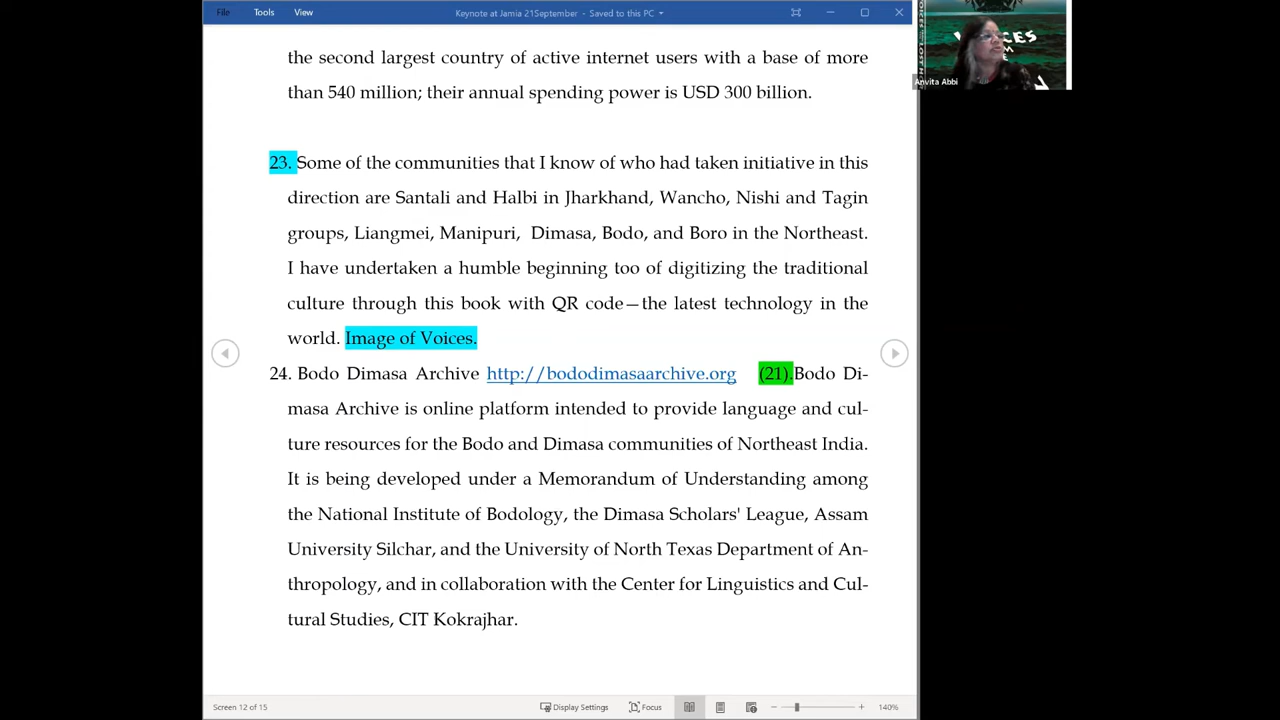 File Tools View Keynote at Jamia 21September - Saved to this PC
the second largest country of active internet users with a base of more
than 540 million; their annual spending power is USD 300 billion.
23. Some of the communities that I know of who had taken initiative in this
direction are Santali and Halbi in Jharkhand, Wancho, Nishi and Tagin
groups, Liangmei, Manipuri, Dimasa, Bodo, and Boro in the Northeast.
I have undertaken a humble beginning too of digitizing the traditional
culture through this book with QR code—the latest technology in the
world. Image of Voices.
24. Bodo Dimasa Archive http://bododimasaarchive.org (21).Bodo Di-
masa Archive is online platform intended to provide language and cul-
ture resources for the Bodo and Dimasa communities of Northeast India.
It is being developed under a Memorandum of Understanding among
the National Institute of Bodology, the Dimasa Scholars' League, Assam
University Silchar, and the University of North Texas Department of An-
thropology, and in collaboration with the Center for Linguistics and Cul-
tural Studies, CIT Kokrajhar.
Screen 12 of 15 Display Settings Focus 140%
VOICES
LOST
Anvita Abbi